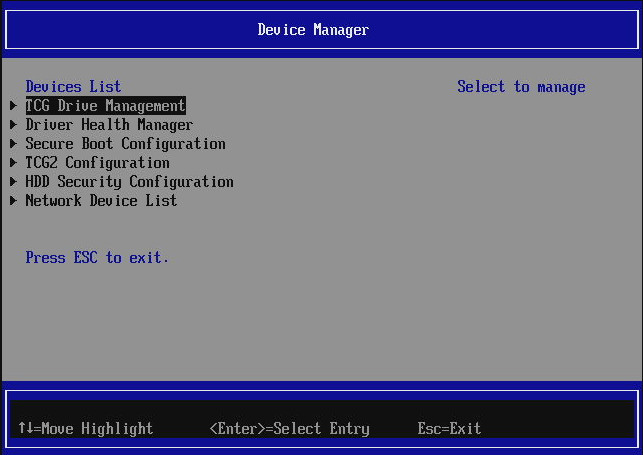 Device Manager
Devices List Select to manage
TCG Drive Management
Driver Health Manager
Secure Boot Configuration
TCG2 Configuration
HDD Security Configuration
Network Device List
Press ESC to exit.
↑↓=Move Highlight <Enter>=Select Entry Esc=Exit